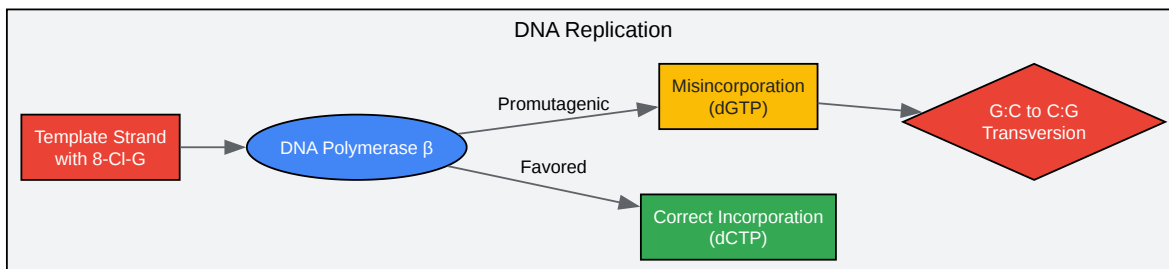 DNA Replication
Template Strand
with 8-Cl-G
DNA Polymerase β
Promutagenic
Favored
Misincorporation
(dGTP)
Correct Incorporation
(dCTP)
G:C to C:G
Transversion